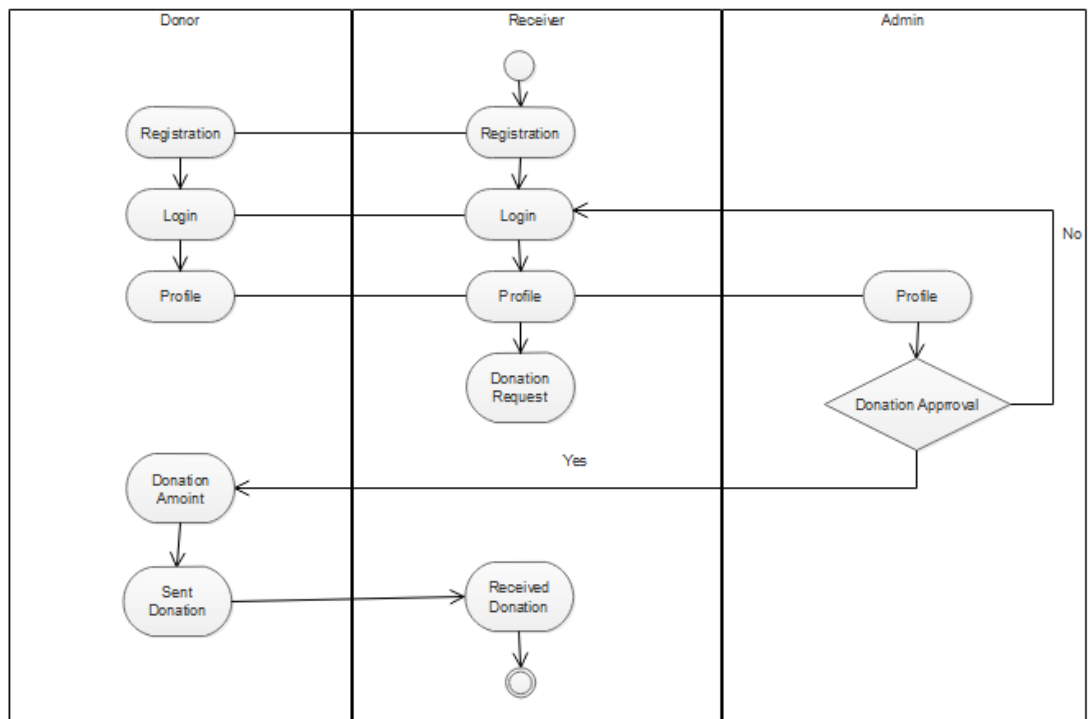 Donor
Receiver
Admin
Registration
Registration
Login
Login
No
Profile
Profile
Profile
Donation
Request
Donation Approval
Yes
Donation
Amoint
Sent
Donation
Received
Donation